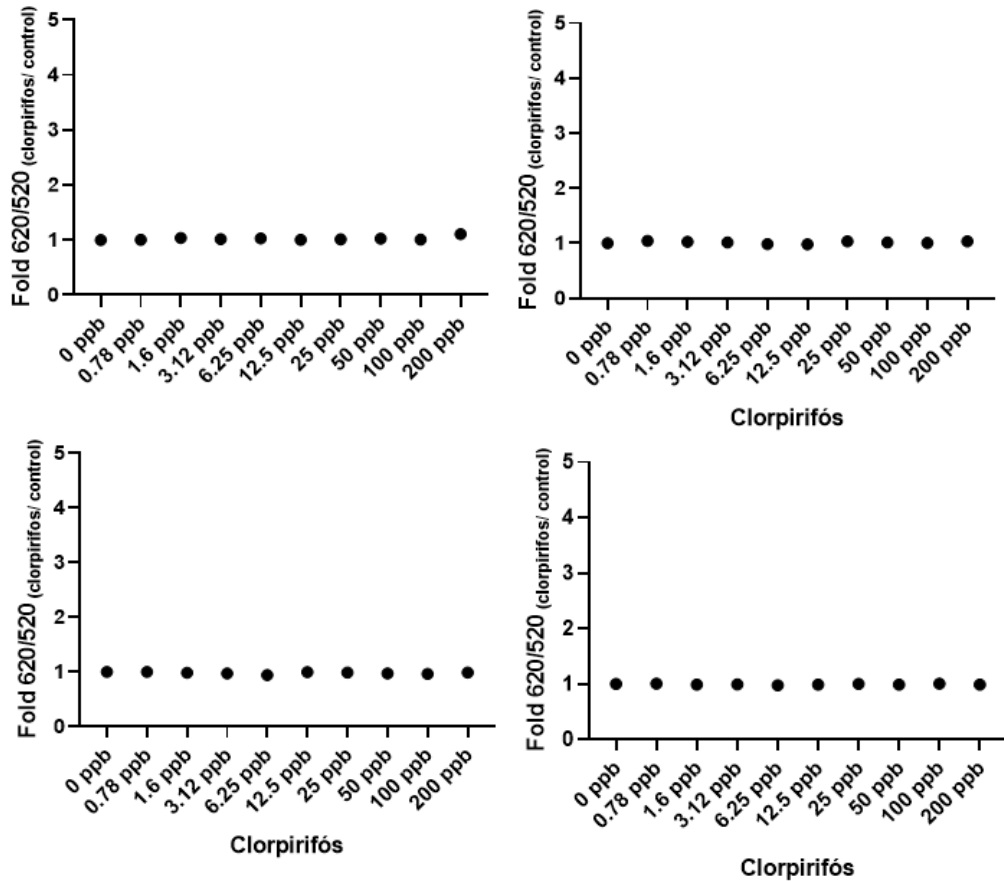 5
4
3
2
1
0
Fold 620/520 (clorpirifos/ control)
0 ppb
0.78 ppb
1.6 ppb
3.12 ppb
6.25 ppb
12.5 ppb
25 ppb
50 ppb
100 ppb
200 ppb
5
4
3
2
1
0
Fold 620/520 (clorpirifos/ control)
0 ppb
0.78 ppb
1.6 ppb
3.12 ppb
6.25 ppb
12.5 ppb
25 ppb
50 ppb
100 ppb
200 ppb
Clorpirifós
5
4
3
2
1
0
Fold 620/520 (clorpirifos/ control)
0 ppb
0.78 ppb
1.6 ppb
3.12 ppb
6.25 ppb
12.5 ppb
25 ppb
50 ppb
100 ppb
200 ppb
Clorpirifós
5
4
3
2
1
0
Fold 620/520 (clorpirifos/ control)
0 ppb
0.78 ppb
1.6 ppb
3.12 ppb
6.25 ppb
12.5 ppb
25 ppb
50 ppb
100 ppb
200 ppb
Clorpirifós